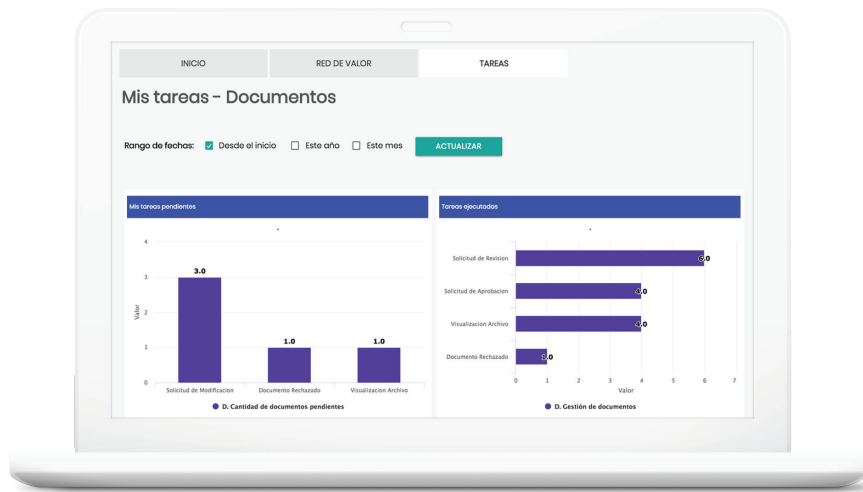 INICIO RED DE VALOR TAREAS
Mis tareas - Documentos
Rango de fechas: Desde el inicio Este año Este mes ACTUALIZAR
Mis tareas pendientes
4
3
2
1
0
Valor
3.0
1.0
1.0
Solicitud de Modificacion Documento Rechazado Visualizacion Archivo
D. Cantidad de documentos pendientes
Tareas ejecutadas
Solicitud de Revision 6.0
Solicitud de Aprobacion 4.0
Visualizacion Archivo 4.0
Documento Rechazado 1.0
0 1 2 3 4 5 6 7
Valor
D. Gestión de documentos